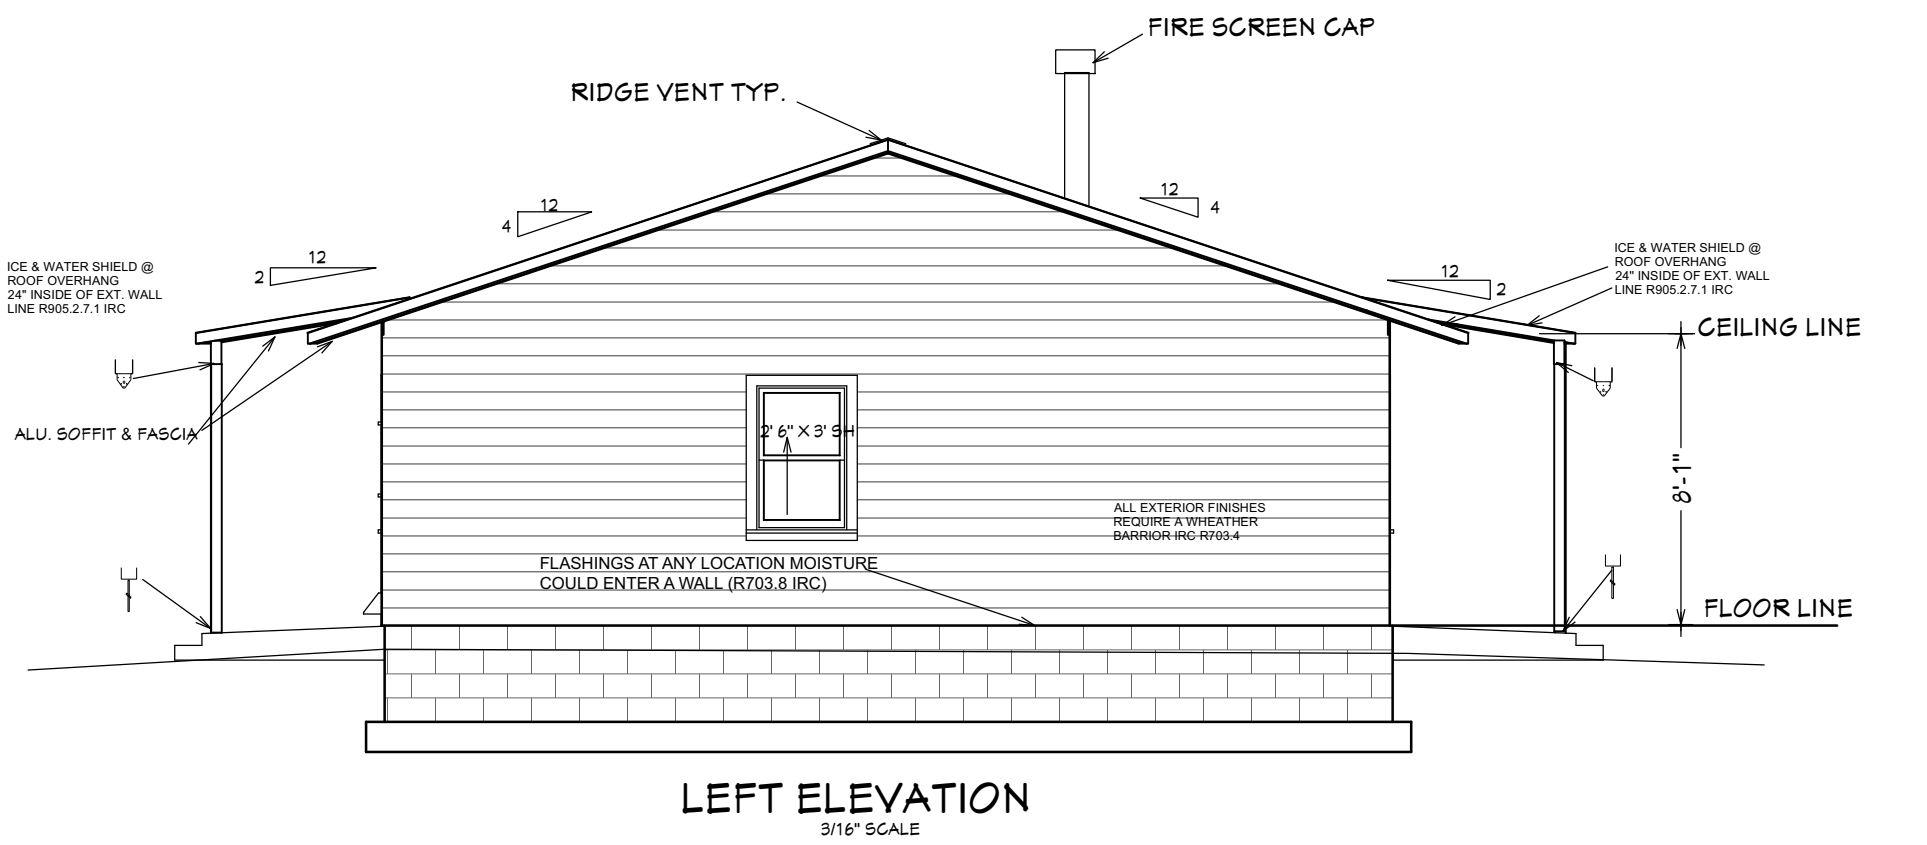 FIRE SCREEN CAP
RIDGE VENT TYP.
12
4
12
4
12
2
12
2
ICE & WATER SHIELD @
ROOF OVERHANG
24" INSIDE OF EXT. WALL
LINE R905.2.7.1 IRC
ICE & WATER SHIELD @
ROOF OVERHANG
24" INSIDE OF EXT. WALL
LINE R905.2.7.1 IRC
CEILING LINE
ALU. SOFFIT & FASCIA
2' 6" X 3' SH
8'-1"
ALL EXTERIOR FINISHES
REQUIRE A WHEATHER
BARRIOR IRC R703.4
FLASHINGS AT ANY LOCATION MOISTURE
COULD ENTER A WALL (R703.8 IRC)
FLOOR LINE
LEFT ELEVATION
3/16" SCALE